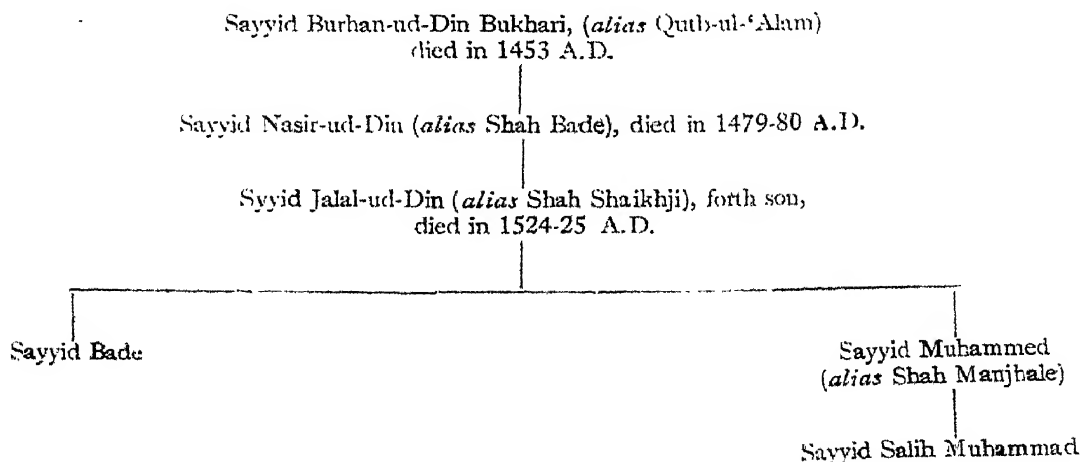 Sayyid Burhan-ud-Din Bukhari, (alias Qutb-ul-‘Alam)
died in 1453 A.D.
Sayyid Nasir-ud-Din (alias Shah Bade), died in 1479-80 A.D.
Syyid Jalal-ud-Din (alias Shah Shaikhji), forth son,
died in 1524-25 A.D.
Sayyid Bade
Sayyid Muhammed
(alias Shah Manjhale)
Sayyid Salih Muhammad